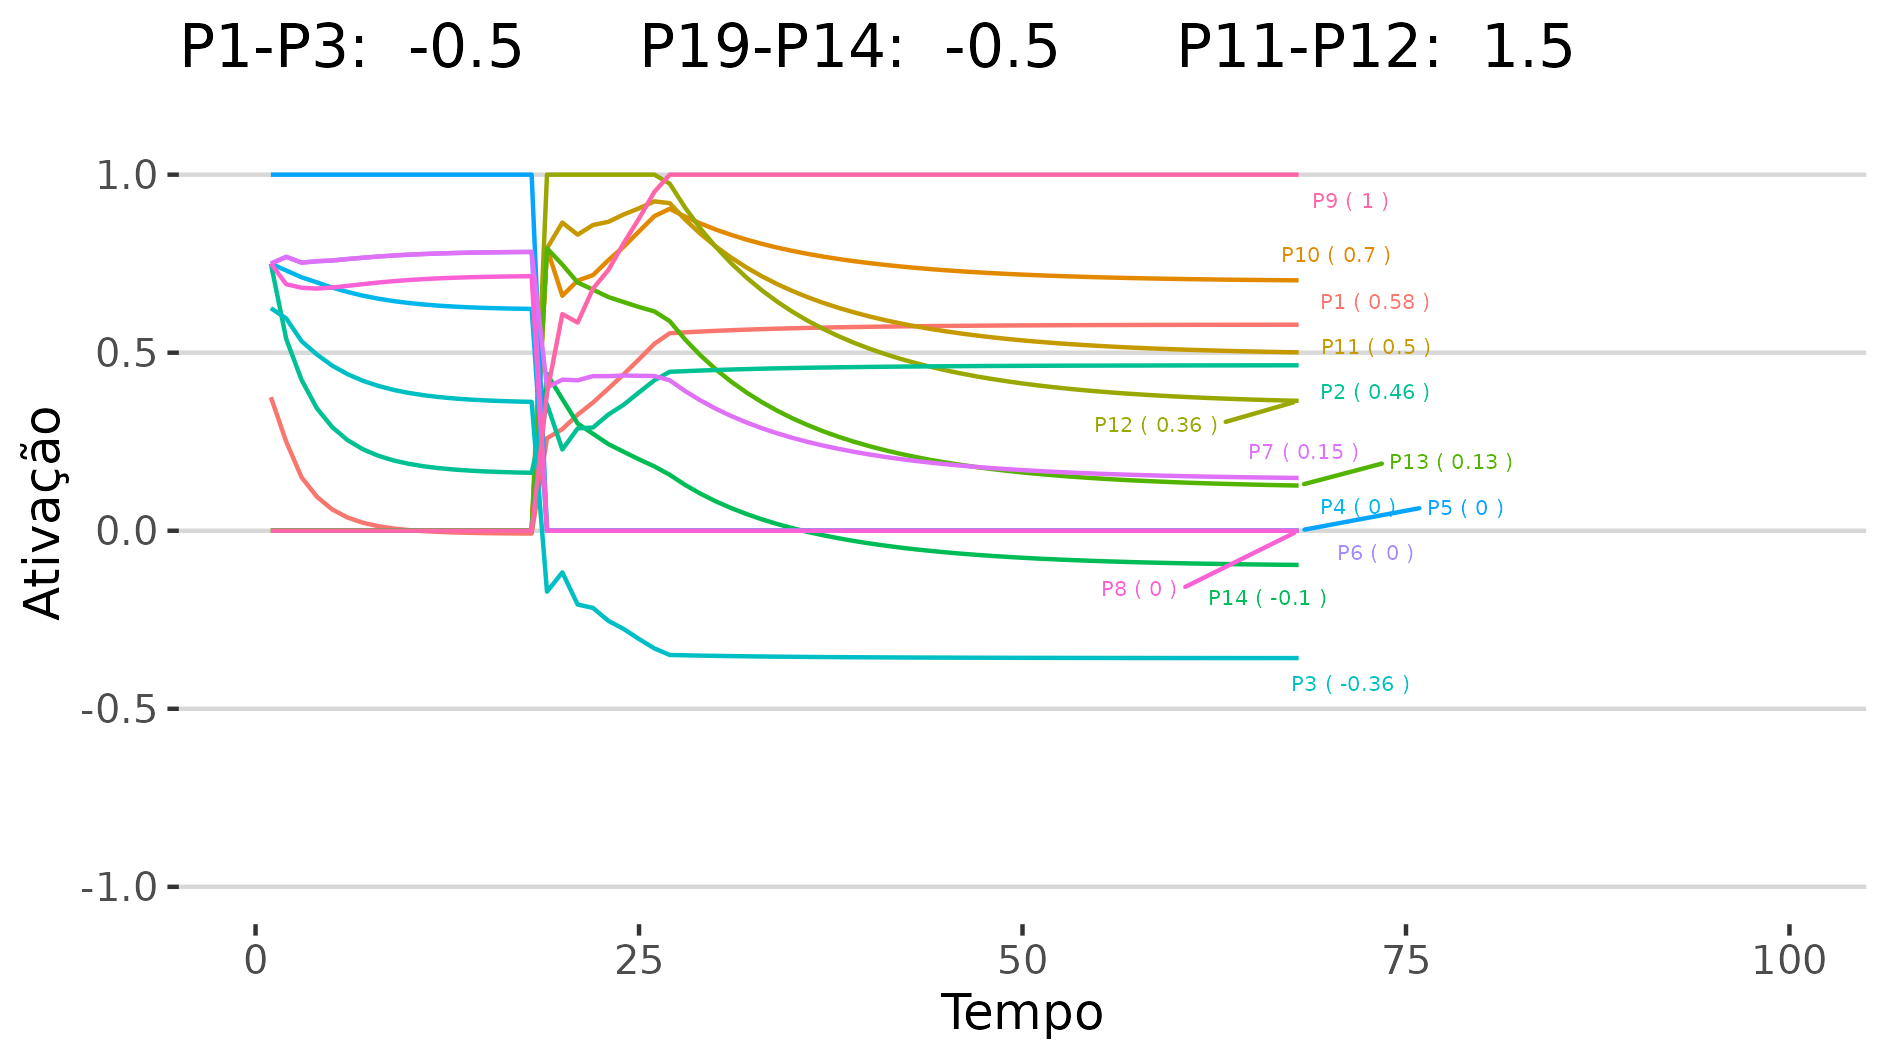 P1-P3:  -0.5      P19-P14:  -0.5      P11-P12:  1.5
1.0
P9 ( 1 )
P10 ( 0.7 )
P1 ( 0.58 )
0.5
P11 ( 0.5 )
P2 ( 0.46 )
P12 ( 0.36 )
P7 ( 0.15 )
P13 ( 0.13 )
P4 ( 0 )
P5 ( 0 )
0.0
P6 ( 0 )
P8 ( 0 )
P14 ( -0.1 )
P3 ( -0.36 )
-0.5
-1.0
Ativação
0 25 50 75 100
Tempo